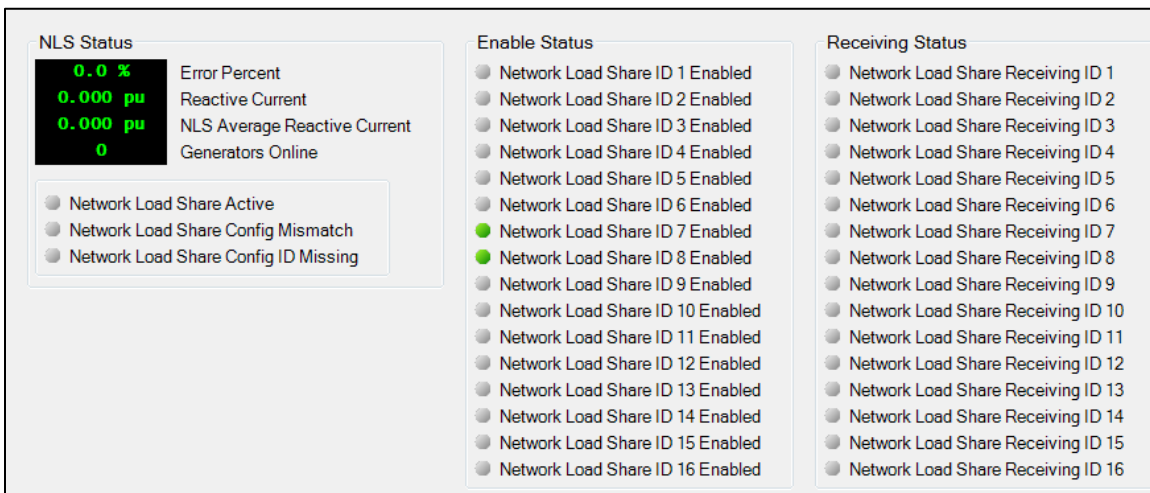 NLS Status
0.0 % Error Percent
0.000 pu Reactive Current
0.000 pu NLS Average Reactive Current
0 Generators Online
Network Load Share Active
Network Load Share Config Mismatch
Network Load Share Config ID Missing
Enable Status
Network Load Share ID 1 Enabled
Network Load Share ID 2 Enabled
Network Load Share ID 3 Enabled
Network Load Share ID 4 Enabled
Network Load Share ID 5 Enabled
Network Load Share ID 6 Enabled
Network Load Share ID 7 Enabled
Network Load Share ID 8 Enabled
Network Load Share ID 9 Enabled
Network Load Share ID 10 Enabled
Network Load Share ID 11 Enabled
Network Load Share ID 12 Enabled
Network Load Share ID 13 Enabled
Network Load Share ID 14 Enabled
Network Load Share ID 15 Enabled
Network Load Share ID 16 Enabled
Receiving Status
Network Load Share Receiving ID 1
Network Load Share Receiving ID 2
Network Load Share Receiving ID 3
Network Load Share Receiving ID 4
Network Load Share Receiving ID 5
Network Load Share Receiving ID 6
Network Load Share Receiving ID 7
Network Load Share Receiving ID 8
Network Load Share Receiving ID 9
Network Load Share Receiving ID 10
Network Load Share Receiving ID 11
Network Load Share Receiving ID 12
Network Load Share Receiving ID 13
Network Load Share Receiving ID 14
Network Load Share Receiving ID 15
Network Load Share Receiving ID 16